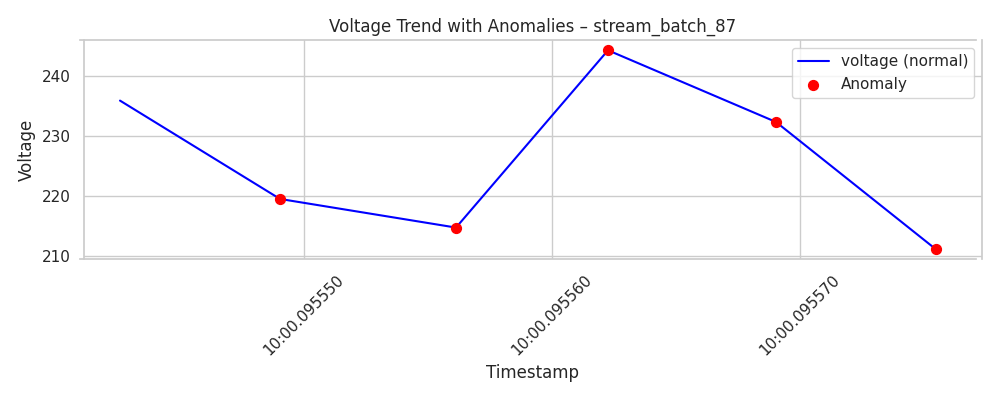 Voltage Trend with Anomalies – stream_batch_87
voltage (normal)
Anomaly
Voltage
240
230
220
210
10:00.095550
10:00.095560
10:00.095570
Timestamp